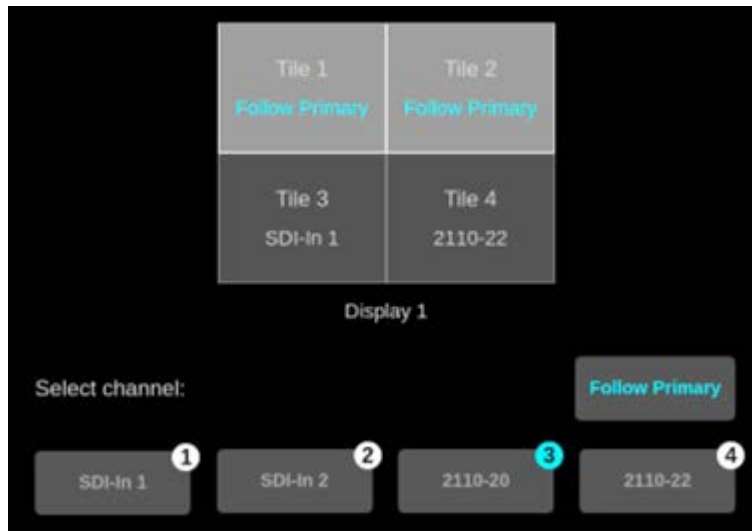 Tile 1 Tile 2
Follow Primary Follow Primary
Tile 3 Tile 4
SDI-In 1 2110-22
Display 1
Select channel:
Follow Primary
1 2 3 4
SDI-In 1 SDI-In 2 2110-20 2110-22